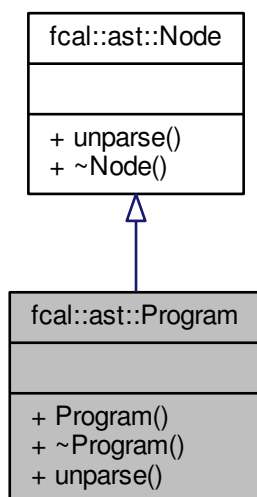 fcal::ast::Node
+ unparse()
+ ~Node()
fcal::ast::Program
+ Program()
+ ~Program()
+ unparse()